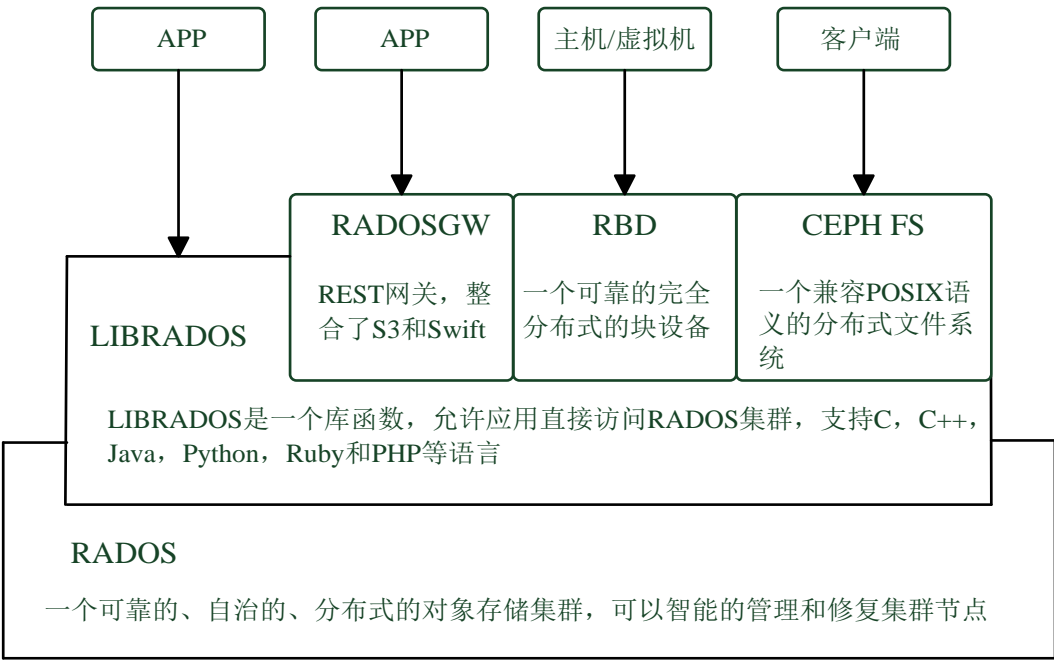 APP
APP
主机/虚拟机
客户端
RADOSGW
REST网关，整
合了S3和Swift
RBD
一个可靠的完全
分布式的块设备
CEPH FS
一个兼容POSIX语
义的分布式文件系
统
LIBRADOS
LIBRADOS是一个库函数，允许应用直接访问RADOS集群，支持C，C++，
Java，Python，Ruby和PHP等语言
RADOS
一个可靠的、自治的、分布式的对象存储集群，可以智能的管理和修复集群节点